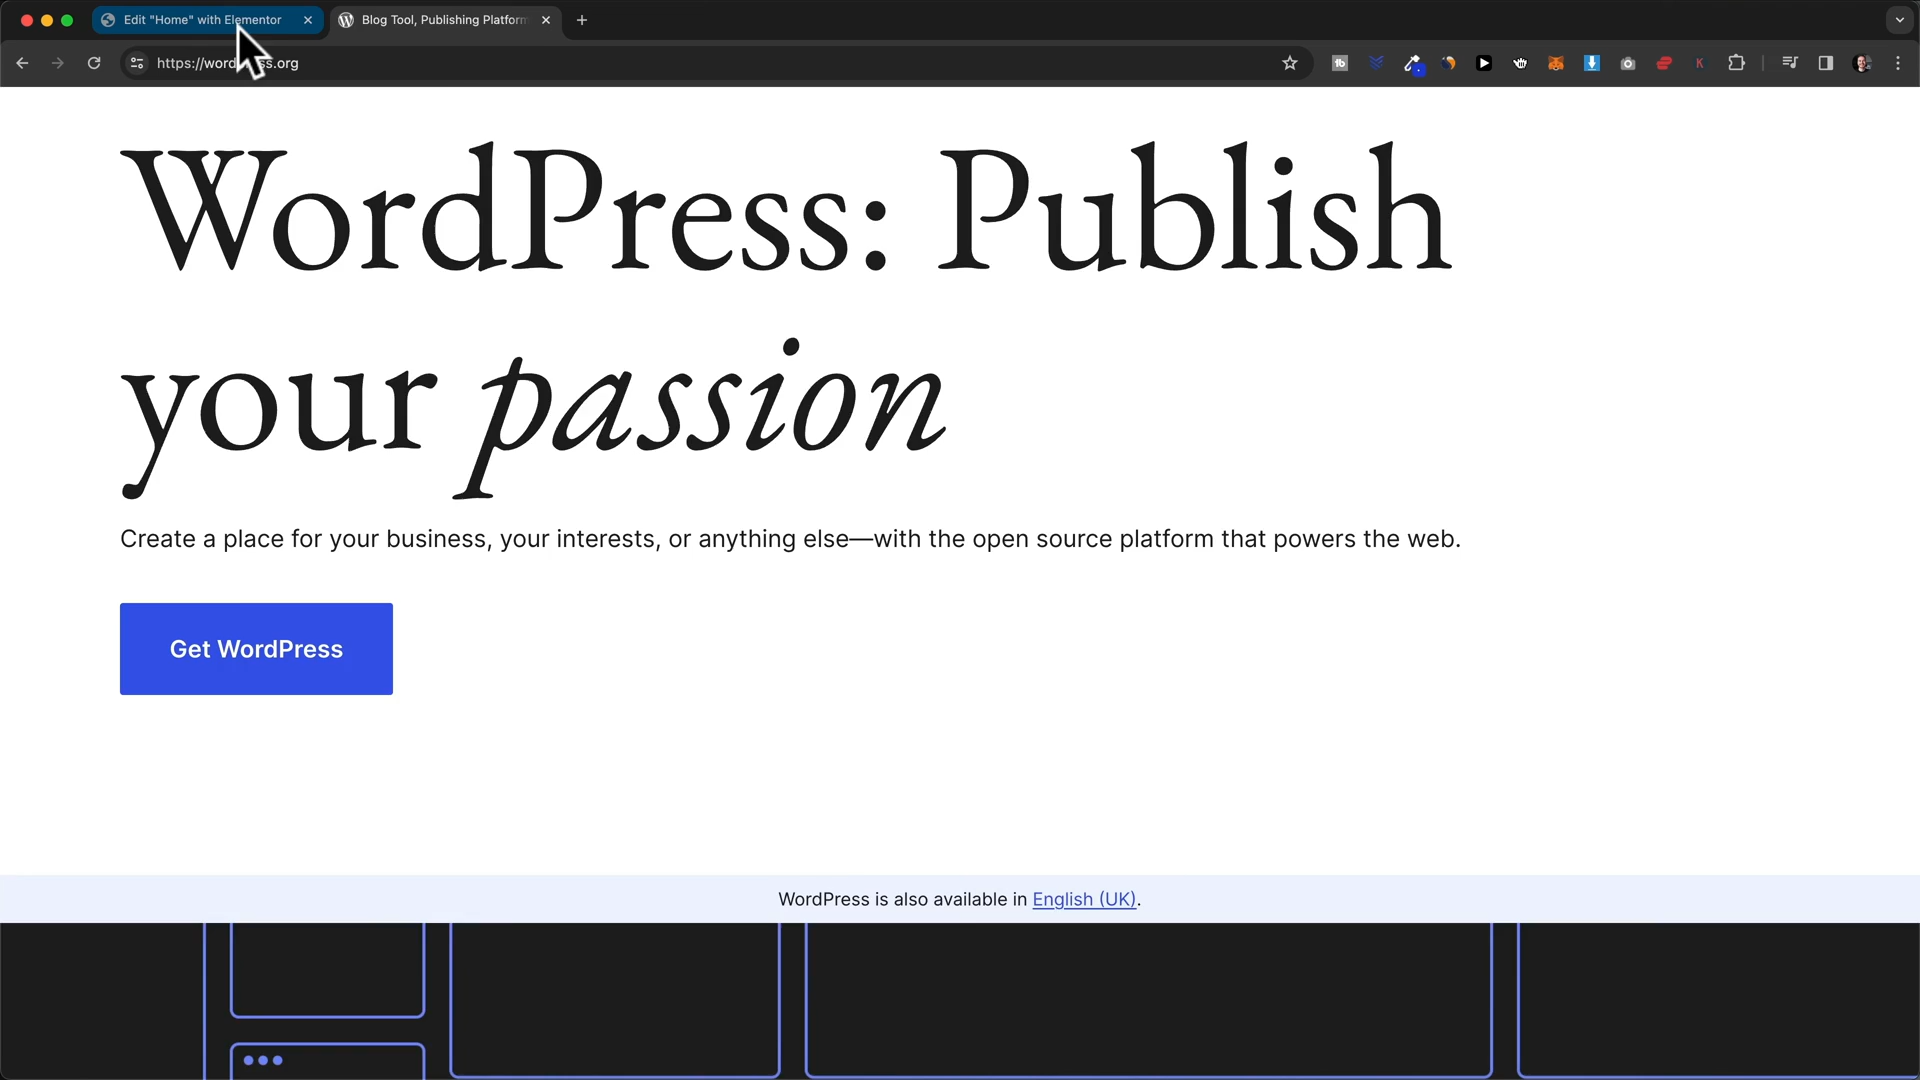 Edit "Home" with Elementor
Blog Tool, Publishing Platform
WordPress: Publish
your passion
Create a place for your business, your interests, or anything else—with the open source platform that powers the web.
Get WordPress
WordPress is also available in English (UK).